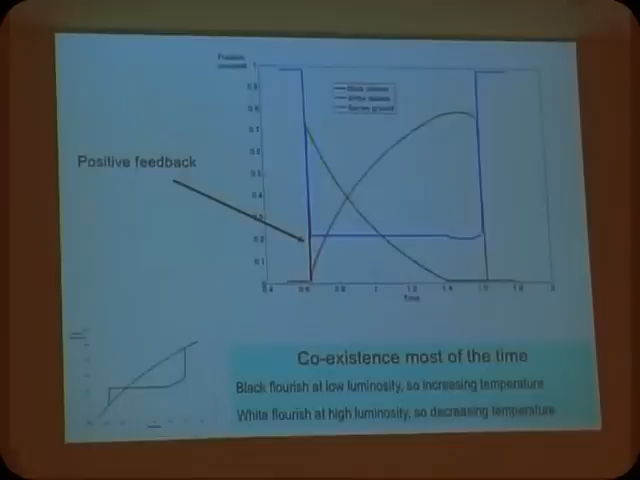 1
Black daisies
White daisies
Barren ground
0.9
0.8
0.7
0.6
Positive feedback
0.5
0.4
0.3
0.2
0.1
0
0.4 0.6 0.8 1 1.2 1.4 1.6 1.8 2
Time
Co-existence most of the time
Black flourish at low luminosity, so increasing temperature
White flourish at high luminosity, so decreasing temperature